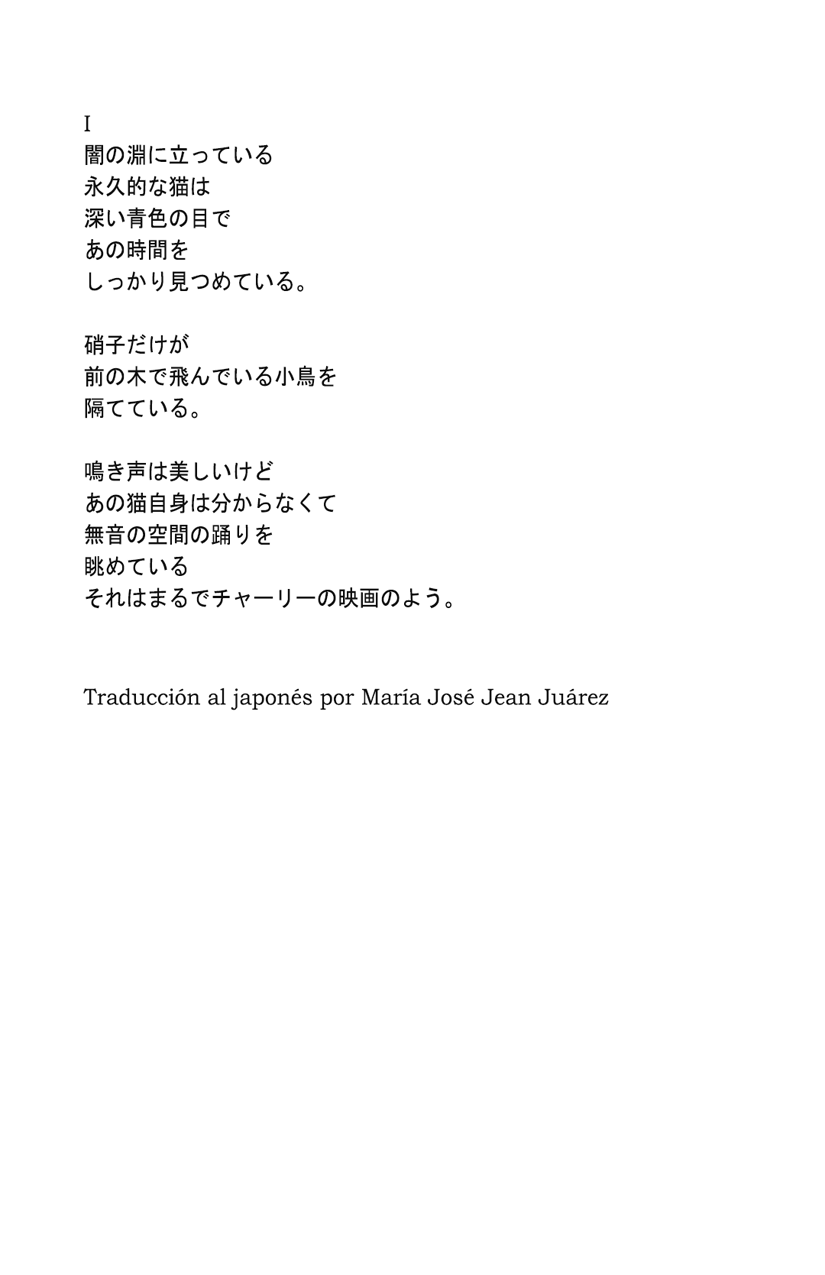 I
闇の淵に立っている
永久的な猫は
深い青色の目で
あの時間を
しっかり見つめている。
硝子だけが
前の木で飛んでいる小鳥を
隔てている。
鳴き声は美しいけど
あの猫自身は分からなくて
無音の空間の踊りを
眺めている
それはまるでチャーリーの映画のよう。
Traducción al japonés por María José Jean Juárez